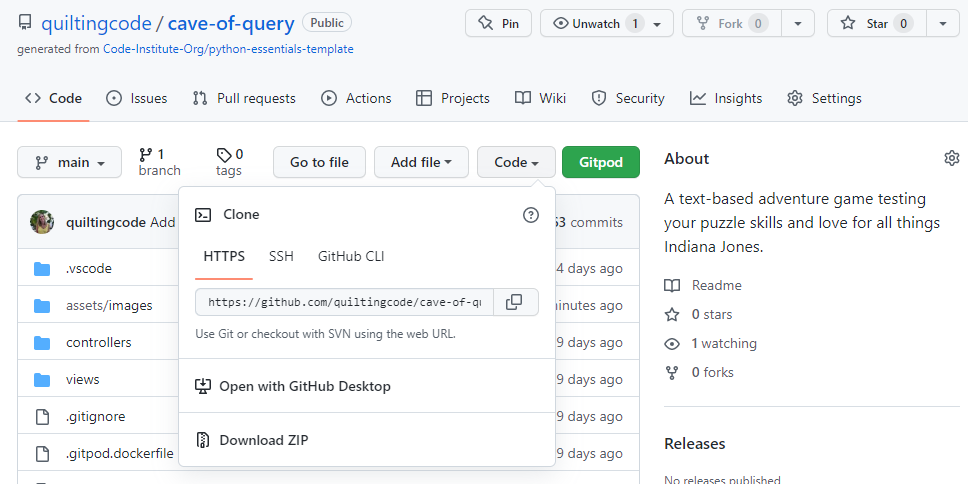 quiltingcode / cave-of-query Public
Pin
Unwatch 1
Fork 0
Star 0
generated from Code-Institute-Org/python-essentials-template
Code
Issues
Pull requests
Actions
Projects
Wiki
Security
Insights
Settings
main
1 branch
0 tags
Go to file
Add file
Code
Gitpod
quiltingcode Add
commits
.vscode
4 days ago
assets/images
controllers
9 days ago
views
9 days ago
.gitignore
9 days ago
.gitpod.dockerfile
9 days ago
Clone
HTTPS
SSH
GitHub CLI
https://github.com/quiltingcode/cave-of-qu
Use Git or checkout with SVN using the web URL.
Open with GitHub Desktop
Download ZIP
About
A text-based adventure game testing
your puzzle skills and love for all things
Indiana Jones.
Readme
0 stars
1 watching
0 forks
Releases
No releases published